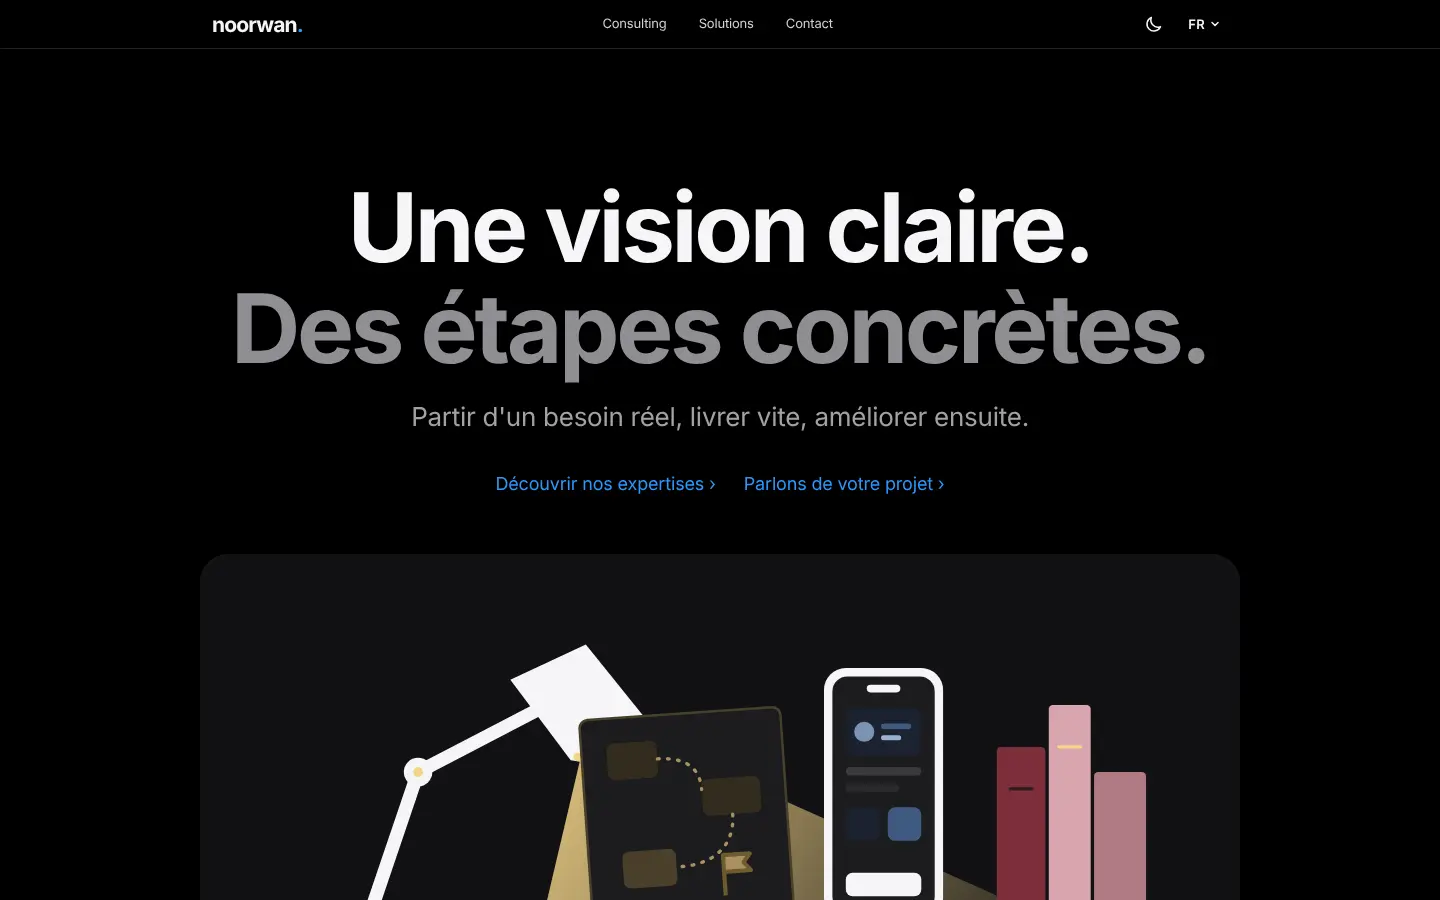 noorwan.
Consulting
Solutions
Contact
FR
Une vision claire.
Des étapes concrètes.
Partir d'un besoin réel, livrer vite, améliorer ensuite.
Découvrir nos expertises ›
Parlons de votre projet ›